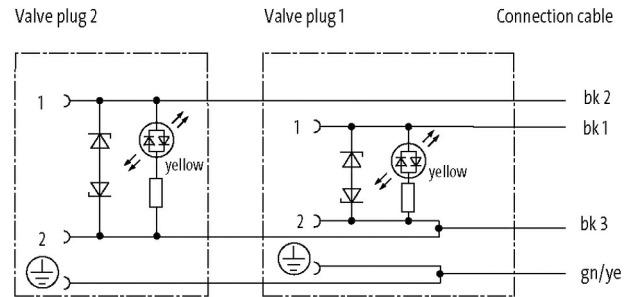 Valve plug 2 Valve plug 1 Connection cable
1 bk 2
1 bk 1
yellow yellow
2 bk 3
2
gn/ye